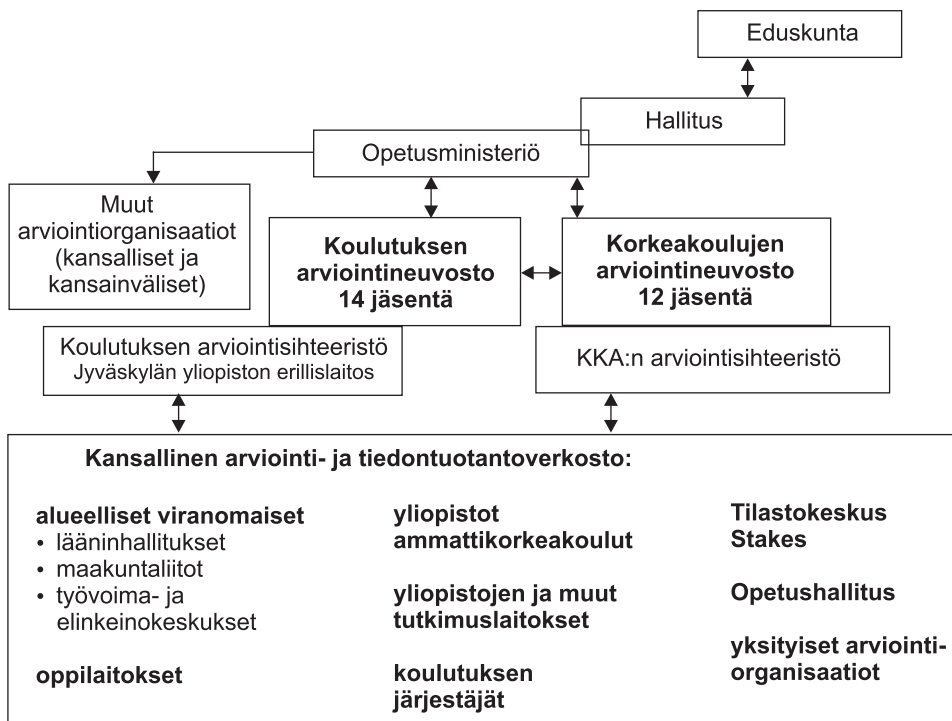 Eduskunta
Hallitus
Opetusministeriö
Muut
arviointiorganisaatiot
(kansalliset ja
kansainväliset)
Koulutuksen
arviointineuvosto
14 jäsentä
Korkeakoulujen
arviointineuvosto
12 jäsentä
Koulutuksen arviointisihteeristö
Jyväskylän yliopiston erillislaitos
KKA:n arviointisihteeristö
Kansallinen arviointi- ja tiedontuotantoverkosto:
alueelliset viranomaiset
• lääninhallitukset
• maakuntaliitot
• työvoima- ja
elinkeinokeskukset
oppilaitokset
yliopistot
ammattikorkeakoulut
yliopistojen ja muut
tutkimuslaitokset
koulutuksen
järjestäjät
Tilastokeskus
Stakes
Opetushallitus
yksityiset arviointi-
organisaatiot